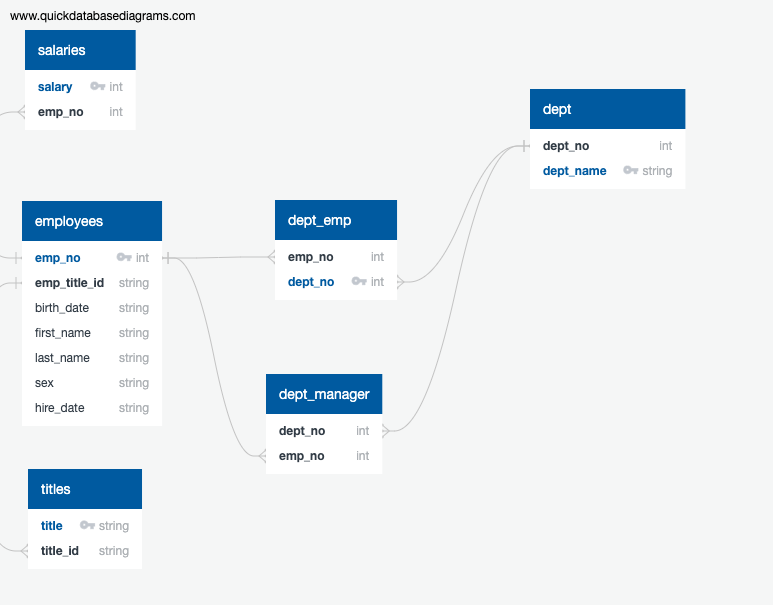 www.quickdatabasediagrams.com
salaries
salary int
emp_no int
employees
emp_no int
emp_title_id string
birth_date string
first_name string
last_name string
sex string
hire_date string
titles
title string
title_id string
dept_emp
emp_no int
dept_no int
dept_manager
dept_no int
emp_no int
dept
dept_no int
dept_name string